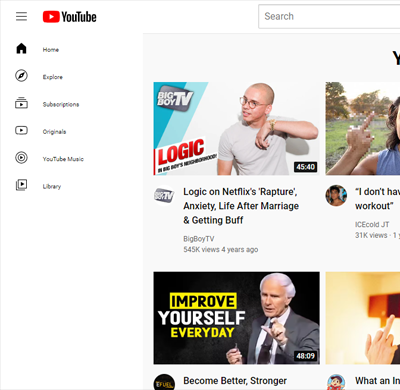 YouTube
Search
Home
Explore
Subscriptions
Originals
YouTube Music
Library
Y
BIG
BOYTV
LOGIC
IN BIG BOY'S NEIGHBORHOOD
45:40
Logic on Netflix's 'Rapture',
Anxiety, Life After Marriage
& Getting Buff
BigBoyTV
545K views 4 years ago
"I don't hav
workout"
ICEcold JT
31K views · 1 y
IMPROVE
YOURSELF
EVERYDAY
48:09
Become Better, Stronger
What an In